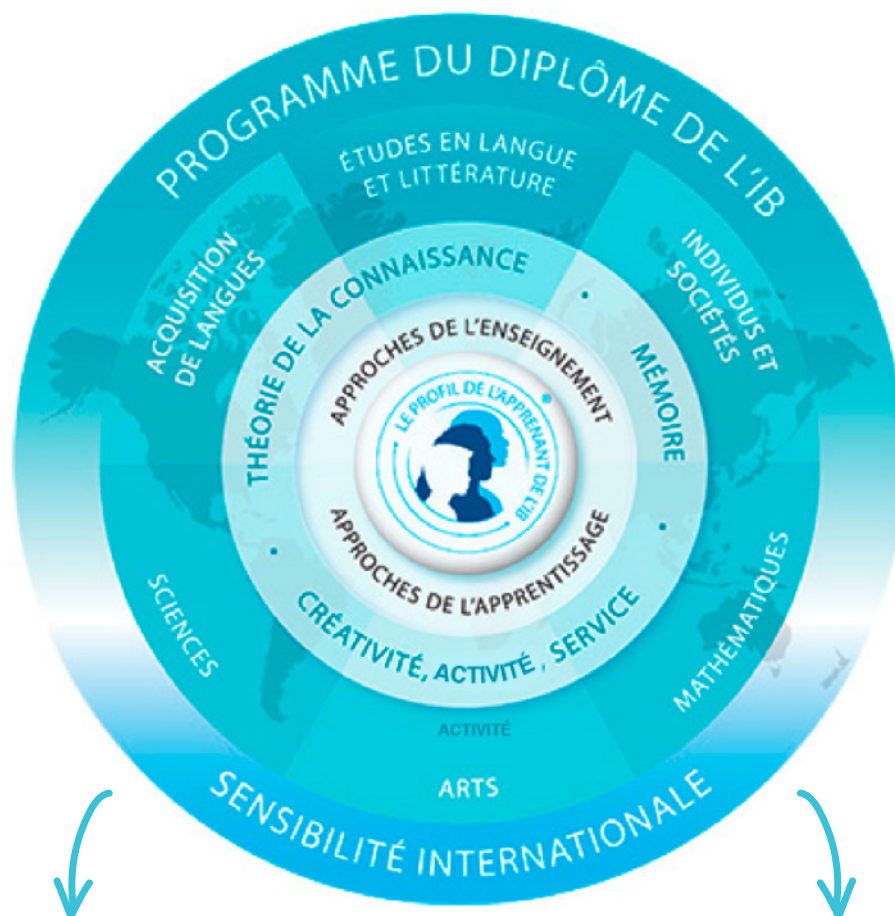 PROGRAMME DU DIPLÔME DE L'IB
ÉTUDES EN LANGUE
ET LITTÉRATURE
ACQUISITION
DE LANGUES
INDIVIDUS ET
SOCIÉTÉS
THÉORIE DE LA CONNAISSANCE
MÉMOIRE
APPROCHES DE L'ENSEIGNEMENT
LE PROFIL DE L'APPRENANT DE L'IB
APPROCHES DE L'APPRENTISSAGE
CRÉATIVITÉ, ACTIVITÉ , SERVICE
SCIENCES
MATHÉMATIQUES
ACTIVITÉ
ARTS
SENSIBILITÉ INTERNATIONALE